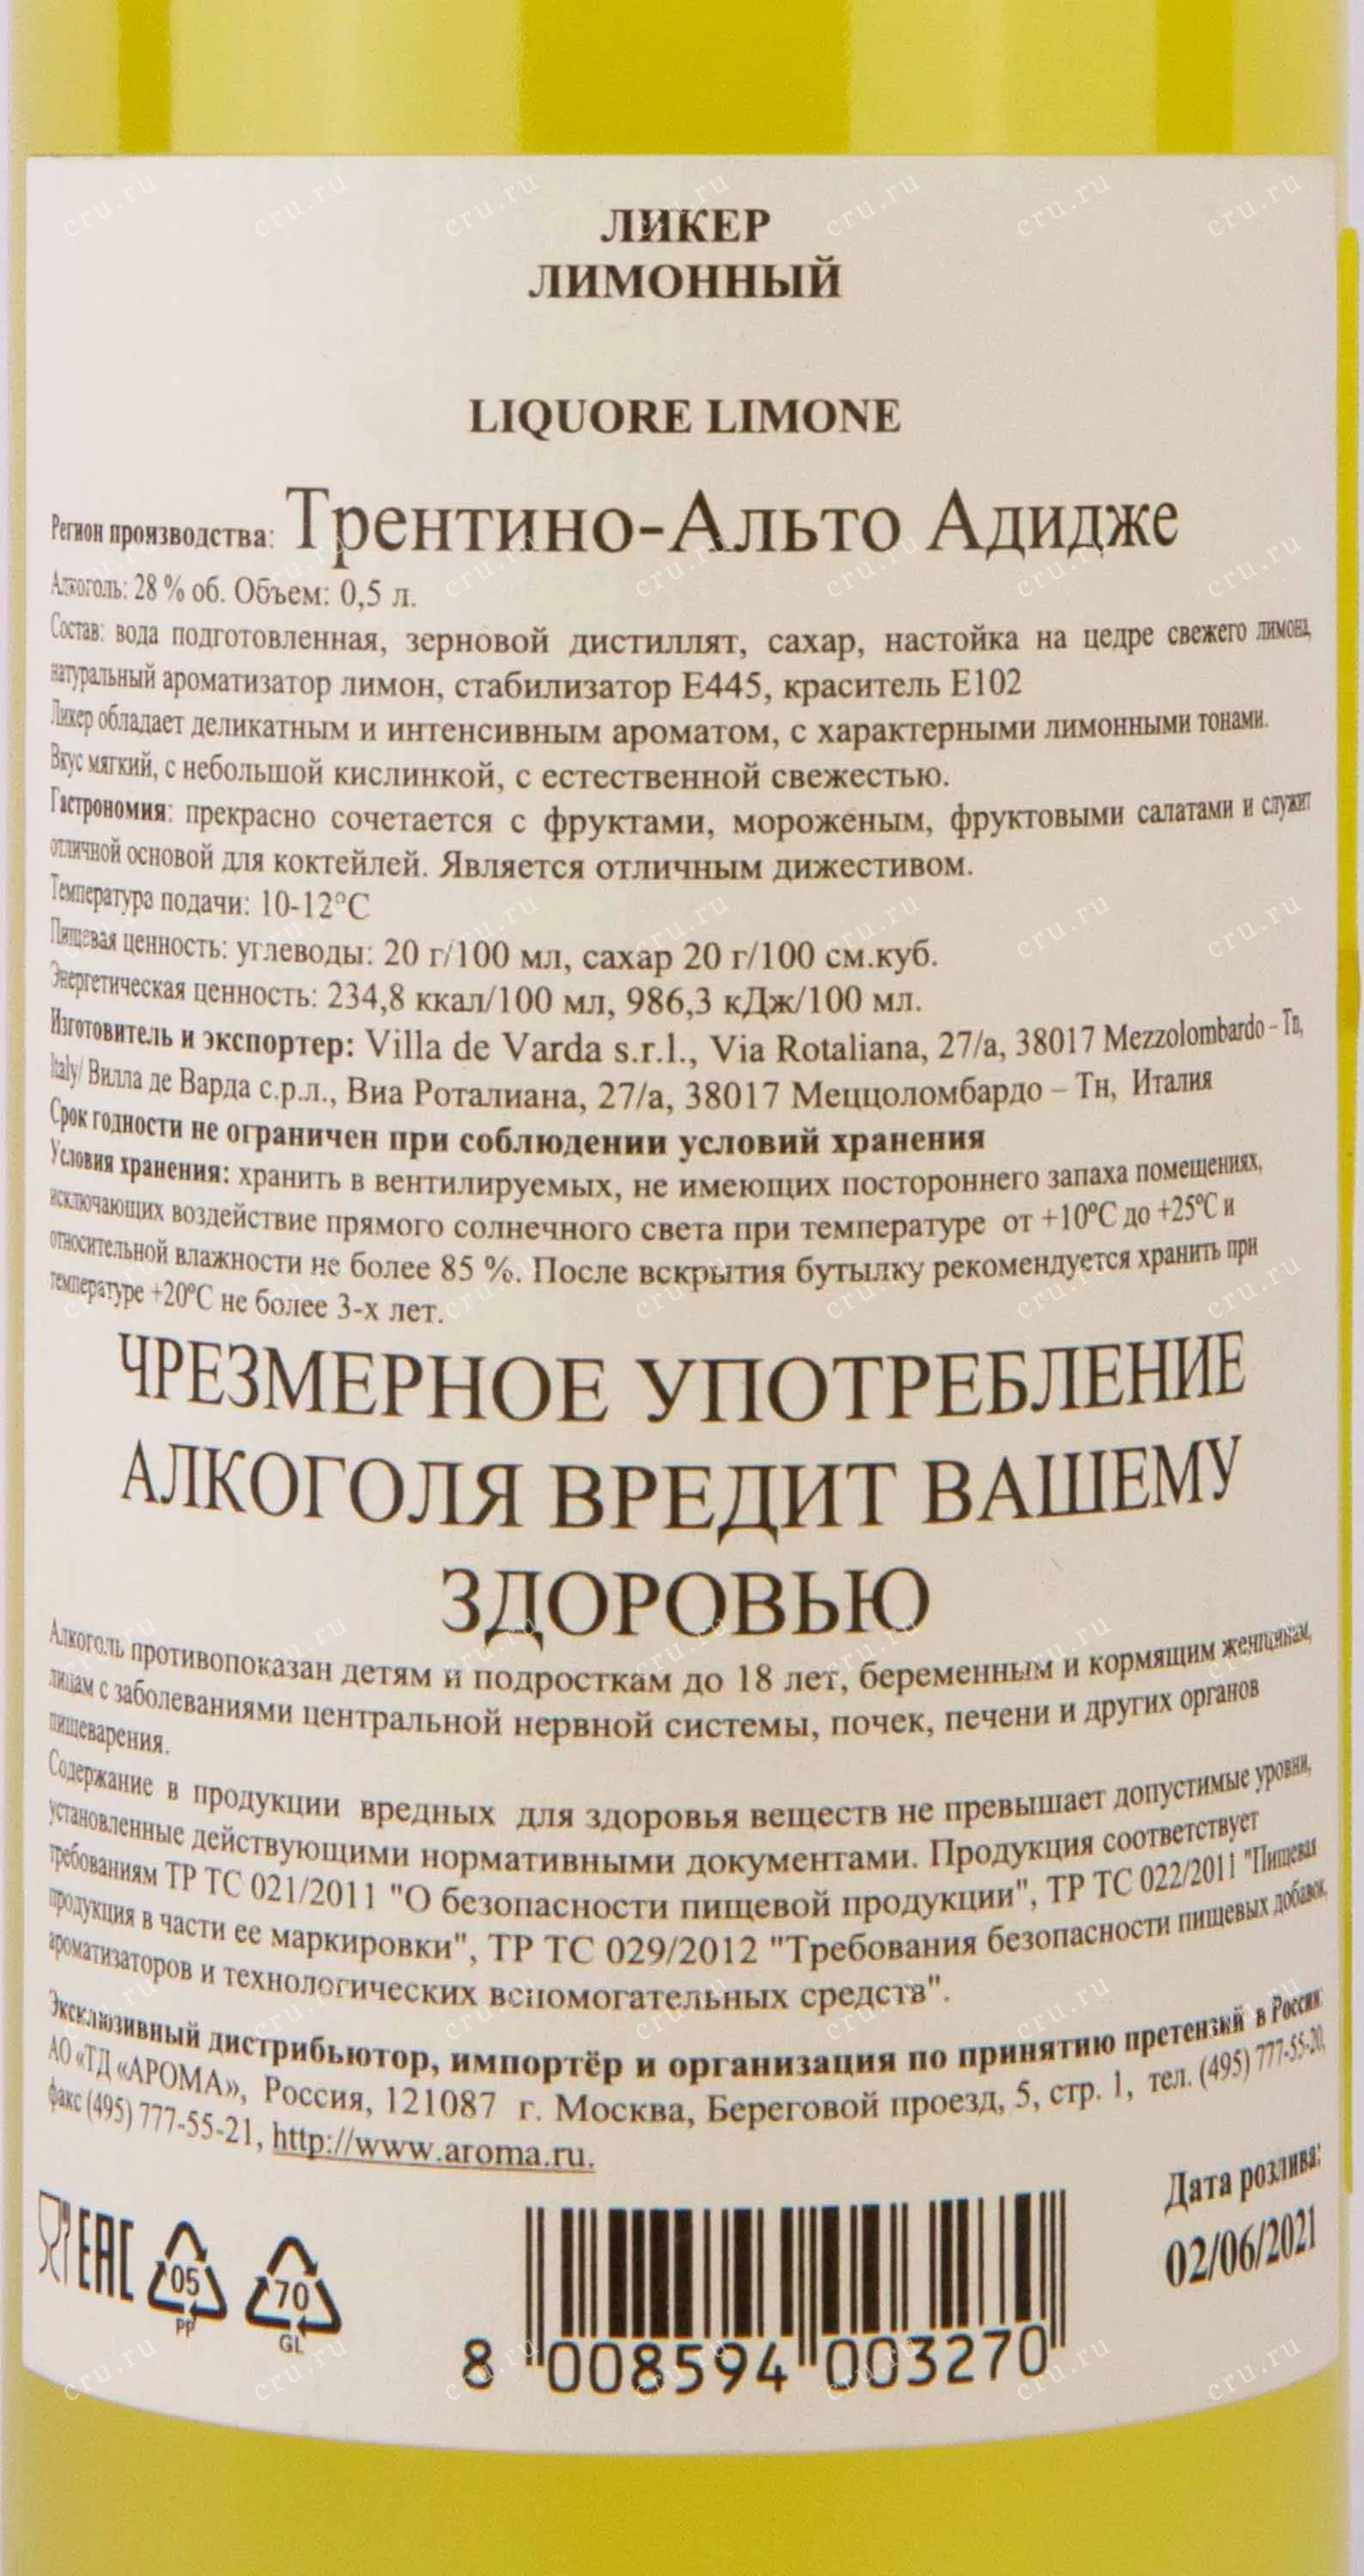 ЛИКЕР
ЛИМОННЫЙ
LIQUORE LIMONE
Регион производства: Трентино-Альто Адидже
Алкоголь: 28 % об. Объем: 0,5 л.
Состав: вода подготовленная, зерновой дистиллят, сахар, настойка на цедре свежего лимона,
натуральный ароматизатор лимон, стабилизатор Е445, краситель Е102
Ликер обладает деликатным и интенсивным ароматом, с характерными лимонными тонами.
Вкус мягкий, с небольшой кислинкой, с естественной свежестью.
Гастрономия: прекрасно сочетается с фруктами, мороженым, фруктовыми салатами и служит
отличной основой для коктейлей. Является отличным дижестивом.
Температура подачи: 10-12°С
Пищевая ценность: углеводы: 20 г/100 мл, сахар 20 г/100 см.куб.
Энергетическая ценность: 234,8 ккал/100 мл, 986,3 кДж/100 мл.
Изготовитель и экспортер: Villa de Varda s.r.l., Via Rotaliana, 27/a, 38017 Mezzolombardo - Tn,
Italy/ Вилла де Варда с.р.л., Виа Роталиана, 27/а, 38017 Меццоломбардо – Тн, Италия
Срок годности не ограничен при соблюдении условий хранения
Условия хранения: хранить в вентилируемых, не имеющих постороннего запаха помещениях,
исключающих воздействие прямого солнечного света при температуре от +10ºС до +25ºС и
относительной влажности не более 85 %. После вскрытия бутылку рекомендуется хранить при
температуре +20ºС не более 3-х лет.
ЧРЕЗМЕРНОЕ УПОТРЕБЛЕНИЕ
АЛКОГОЛЯ ВРЕДИТ ВАШЕМУ
ЗДОРОВЬЮ
Алкоголь противопоказан детям и подросткам до 18 лет, беременным и кормящим женщинам,
лицам с заболеваниями центральной нервной системы, почек, печени и других органов
пищеварения.
Содержание в продукции вредных для здоровья веществ не превышает допустимые уровни,
установленные действующими нормативными документами. Продукция соответствует
требованиям ТР ТС 021/2011 "О безопасности пищевой продукции", ТР ТС 022/2011 "Пищевая
продукция в части ее маркировки", ТР ТС 029/2012 "Требования безопасности пищевых добавок,
ароматизаторов и технологических вспомогательных средств".
Эксклюзивный дистрибьютор, импортёр и организация по принятию претензий в России:
АО «ТД «АРОМА», Россия, 121087 г. Москва, Береговой проезд, 5, стр. 1, тел. (495) 777-55-20,
факс (495) 777-55-21, http://www.aroma.ru.
Дата розлива:
02/06/2021
EAC
05
PP
70
GL
8 008594 003270
cru.ru